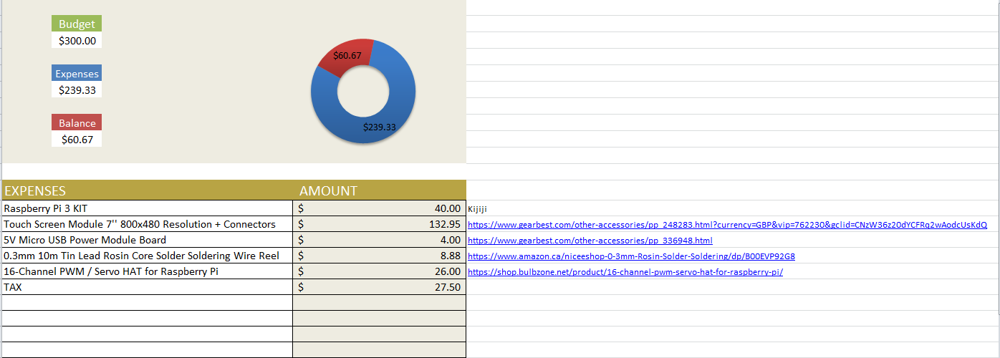 Budget
$300.00
Expenses
$239.33
Balance
$60.67
$60.67
$239.33
EXPENSES AMOUNT
Raspberry Pi 3 KIT $ 40.00 Kijiji
Touch Screen Module 7'' 800x480 Resolution + Connectors $ 132.95 https://www.gearbest.com/other-accessories/pp_248283.html?currency=GBP&vip=762230&gclid=CNzW36z20dYCFRq2wAodcUsKdQ
5V Micro USB Power Module Board $ 4.00 https://www.gearbest.com/other-accessories/pp_336948.html
0.3mm 10m Tin Lead Rosin Core Solder Soldering Wire Reel $ 8.88 https://www.amazon.ca/niceeshop-0-3mm-Rosin-Solder-Soldering/dp/B00EVP92G8
16-Channel PWM / Servo HAT for Raspberry Pi $ 26.00 https://shop.bulbzone.net/product/16-channel-pwm-servo-hat-for-raspberry-pi/
TAX $ 27.50